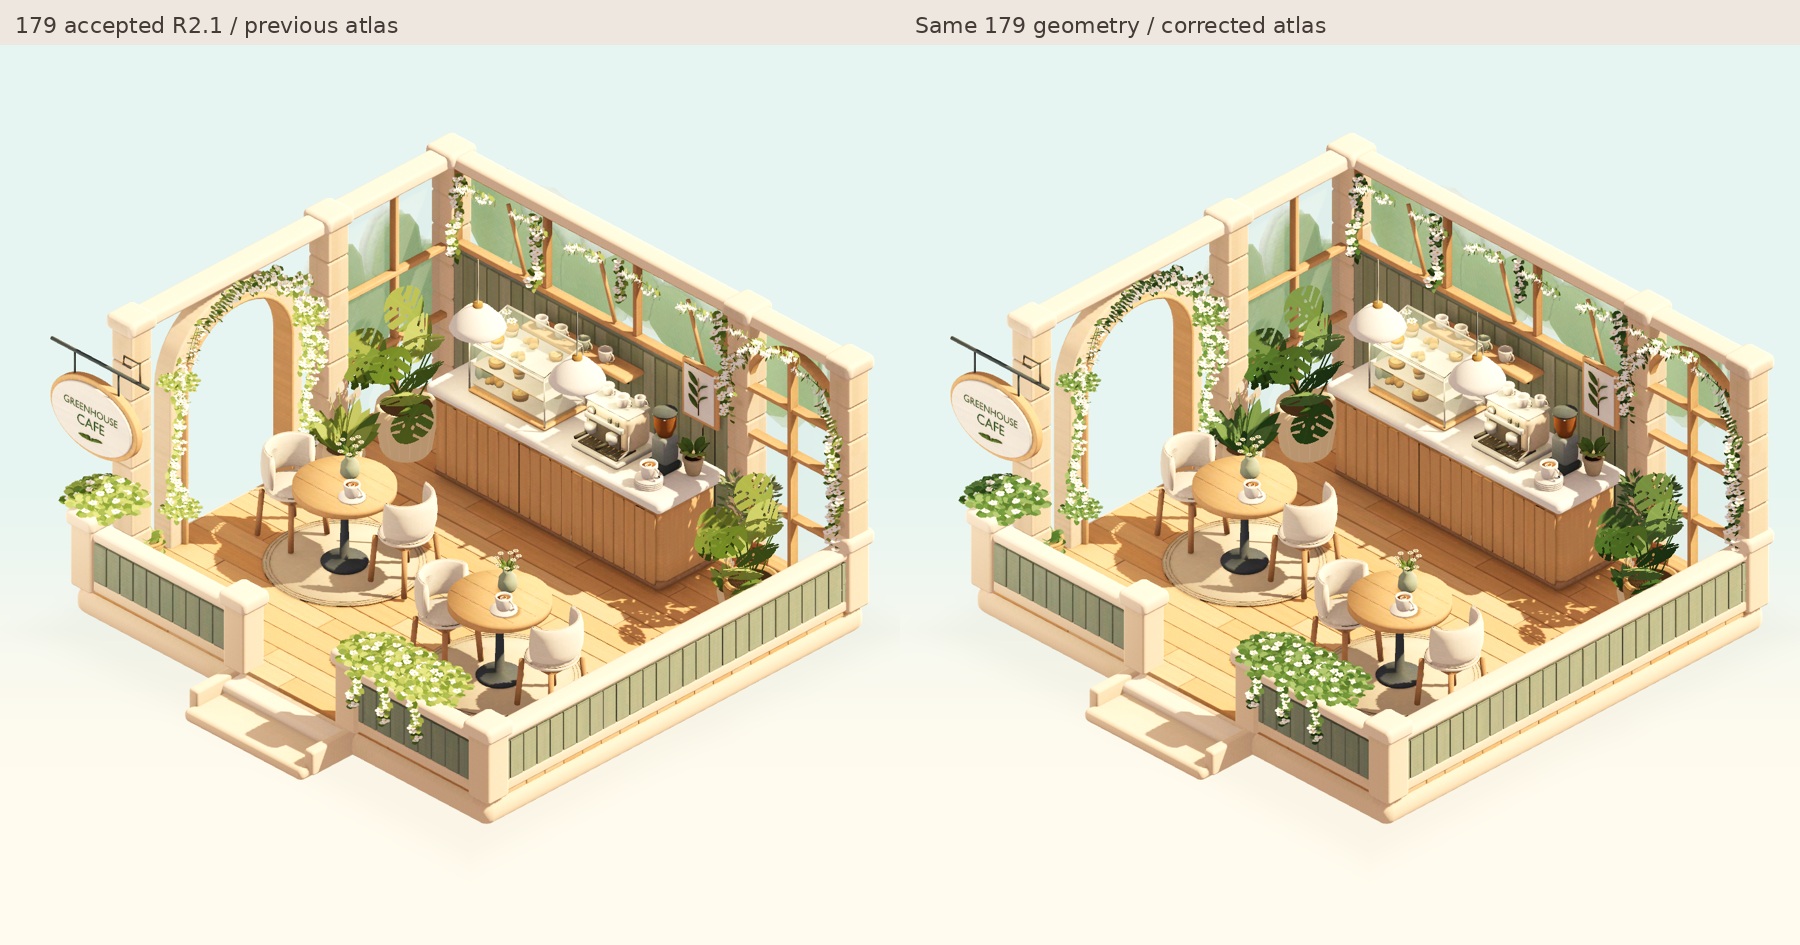 179 accepted R2.1 / previous atlas
Same 179 geometry / corrected atlas
GREENHOUSE
CAFE
GREENHOUSE
CAFE